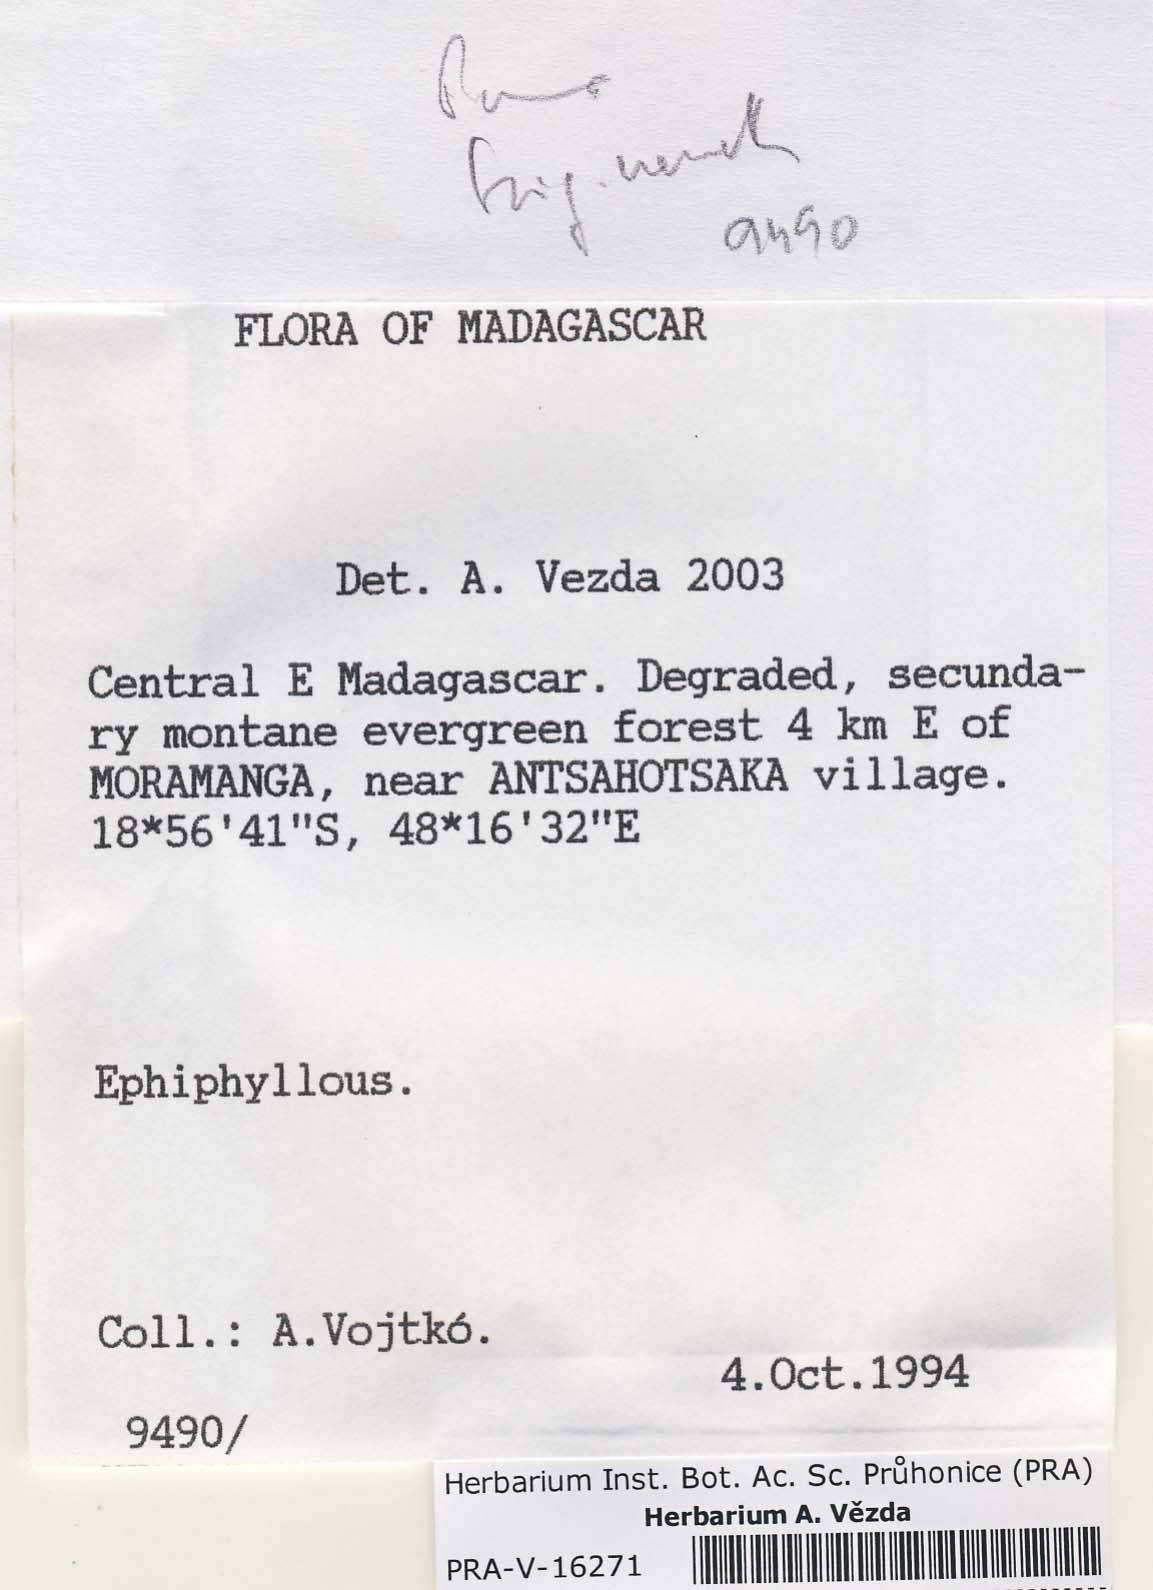 9490
FLORA OF MADAGASCAR
Det. A. Vezda 2003
Central E Madagascar. Degraded, secunda-
ry montane evergreen forest 4 km E of
MORAMANGA, near ANTSAHOTSAKA village.
18*56'41"S, 48*16'32"E
Ephiphyllous.
Coll.: A.Vojtkó.
4.Oct.1994
9490/
Herbarium Inst. Bot. Ac. Sc. Průhonice (PRA)
Herbarium A. Vězda
PRA-V-16271